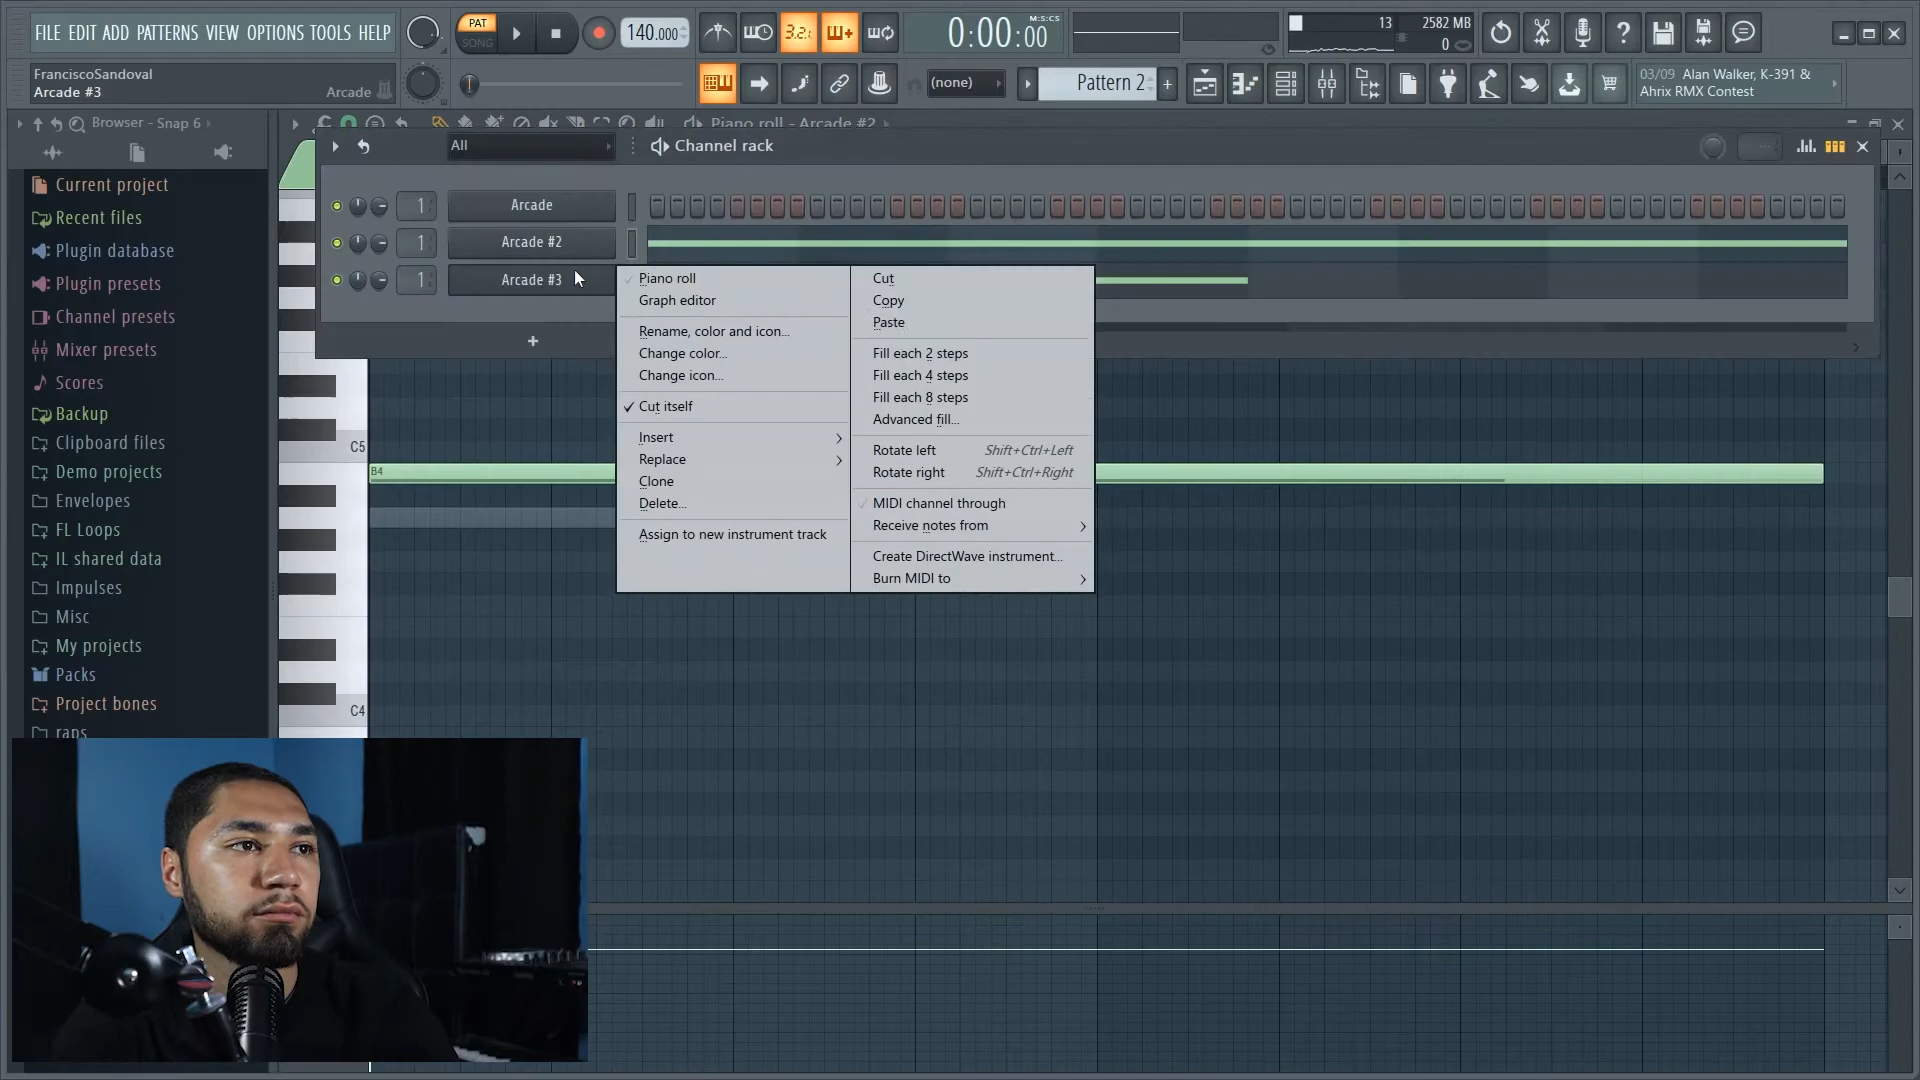 FILE EDIT ADD PATTERNS VIEW OPTIONS TOOLS HELP
PAT
SONG
140.000
3.2.
0:00:00
M:S:CS
13
2582 MB
0
FranciscoSandoval
Arcade #3
Arcade
(none)
Pattern 2
+
03/09 Alan Walker, K-391 &
Ahrix RMX Contest
Browser - Snap 6
Piano roll - Arcade #2
All
Channel rack
Current project
Recent files
Plugin database
Plugin presets
Channel presets
Mixer presets
Scores
Backup
Clipboard files
Demo projects
Envelopes
FL Loops
IL shared data
Impulses
Misc
My projects
Packs
Project bones
raps
1
Arcade
1
Arcade #2
1
Arcade #3
+
Piano roll
Graph editor
Rename, color and icon...
Change color...
Change icon...
✓ Cut itself
Insert
Replace
Clone
Delete...
Assign to new instrument track
Cut
Copy
Paste
Fill each 2 steps
Fill each 4 steps
Fill each 8 steps
Advanced fill...
Rotate left Shift+Ctrl+Left
Rotate right Shift+Ctrl+Right
MIDI channel through
Receive notes from
Create DirectWave instrument...
Burn MIDI to
C5
B4
C4